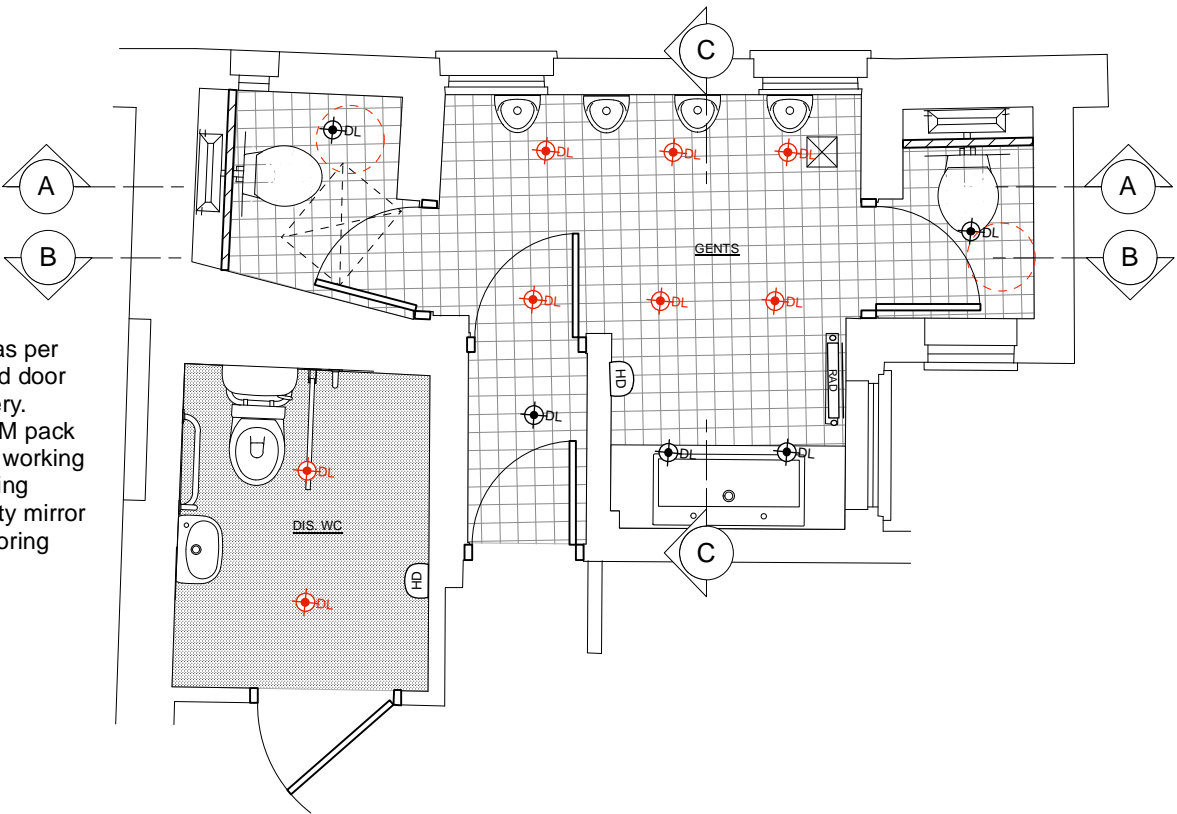 C
DL
DL
DL
DL
A
A
DL
B
GENTS
B
DL
DL
DL
as per
d door
ery.
M pack
working
ing
ty mirror
oring
HD
RAD
DL
DL
DL
DL
DIS. WC
C
HD
DL